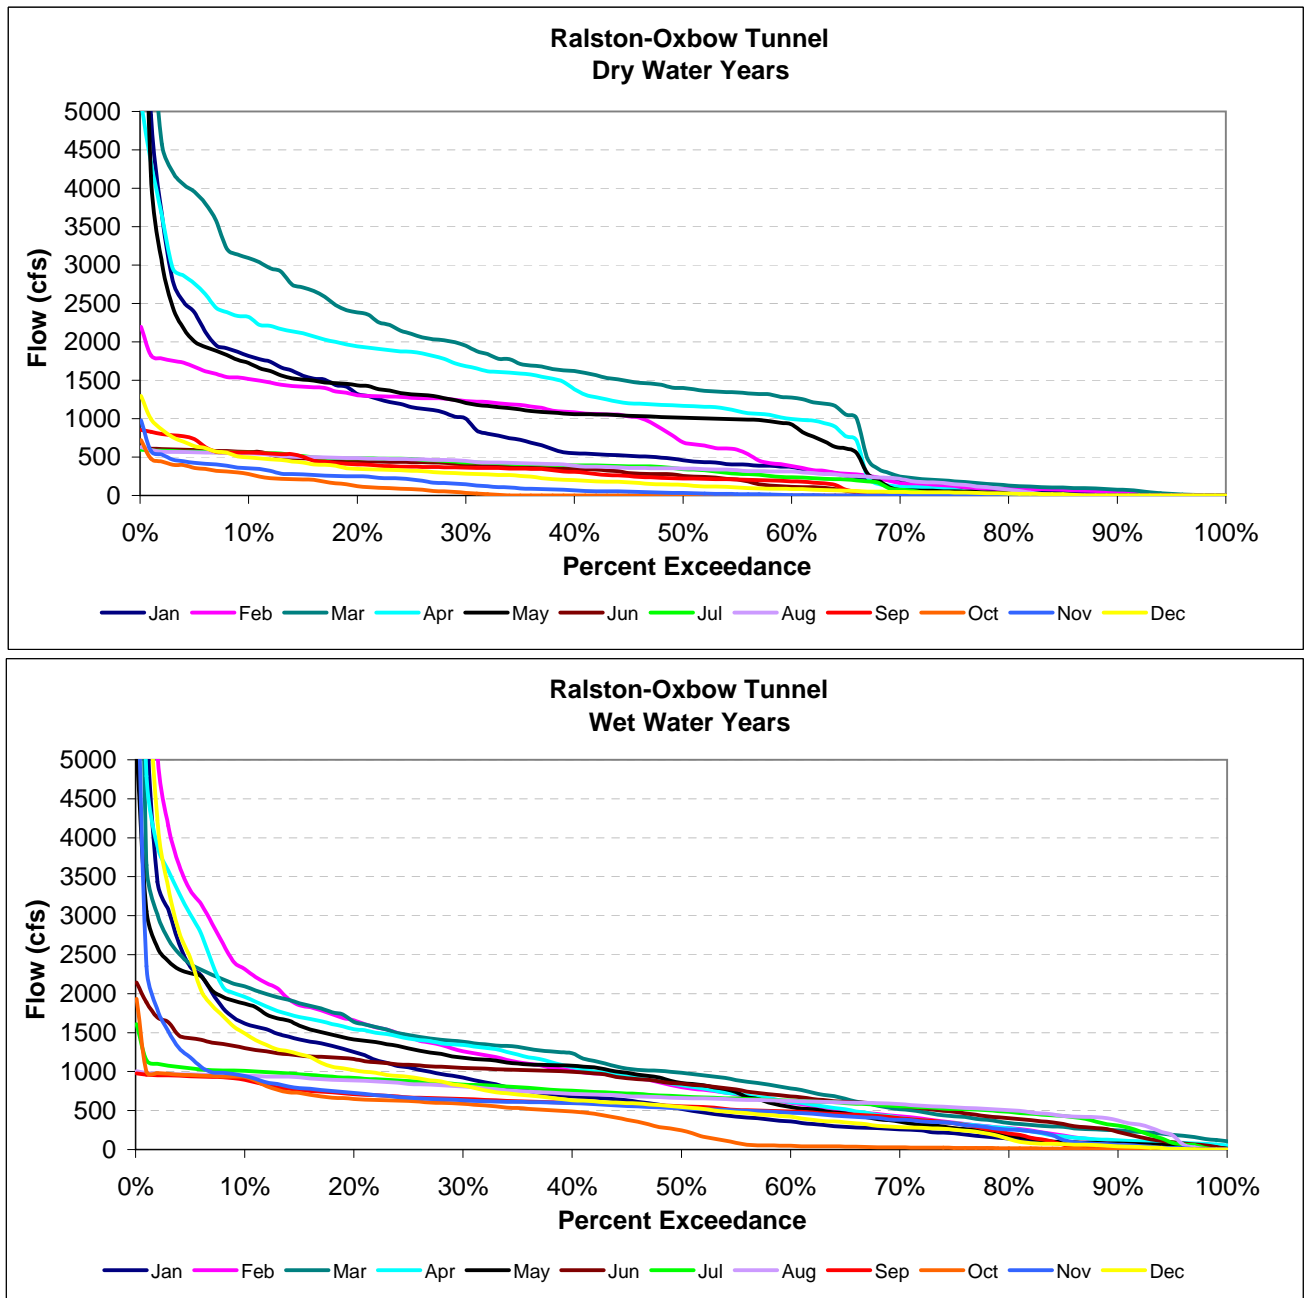 Ralston-Oxbow Tunnel
Dry Water Years
Flow (cfs)
5000
4500
4000
3500
3000
2500
2000
1500
1000
500
0
0% 10% 20% 30% 40% 50% 60% 70% 80% 90% 100%
Percent Exceedance
Jan Feb Mar Apr May Jun Jul Aug Sep Oct Nov Dec
Ralston-Oxbow Tunnel
Wet Water Years
Flow (cfs)
5000
4500
4000
3500
3000
2500
2000
1500
1000
500
0
0% 10% 20% 30% 40% 50% 60% 70% 80% 90% 100%
Percent Exceedance
Jan Feb Mar Apr May Jun Jul Aug Sep Oct Nov Dec